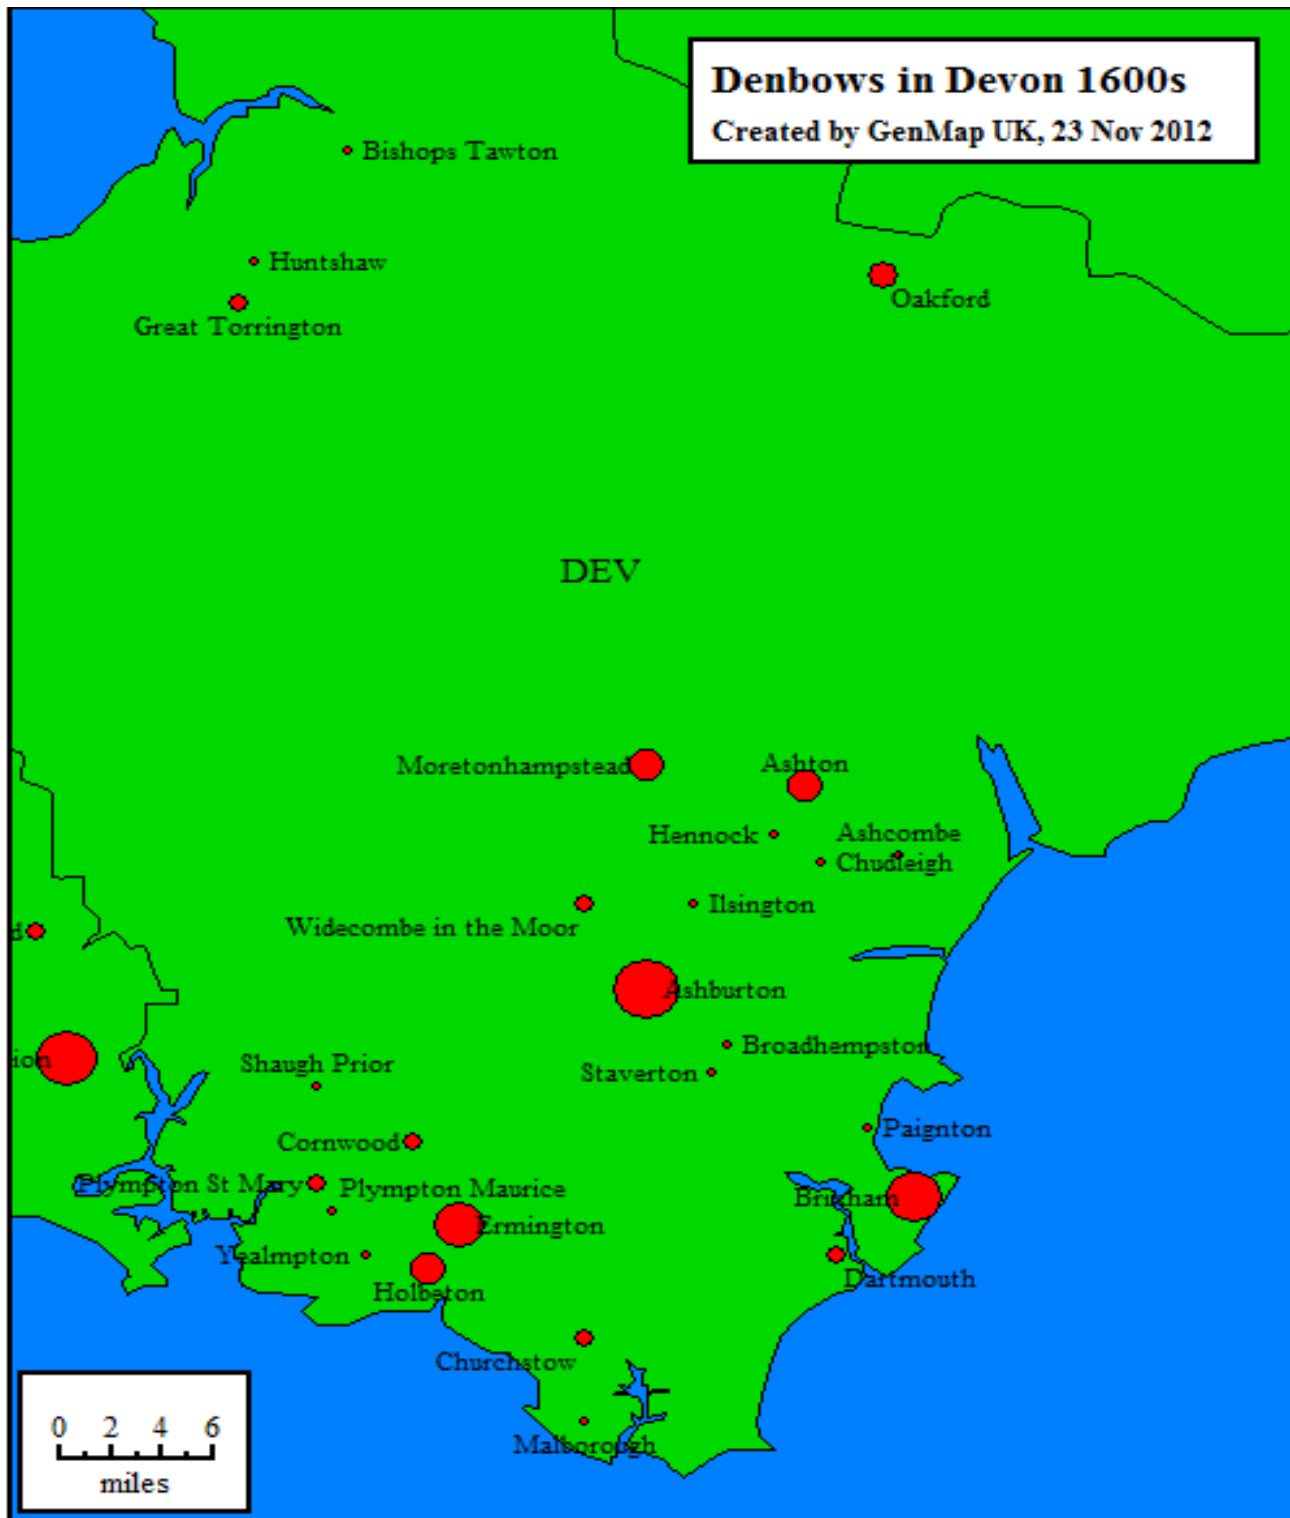 Denbows in Devon 1600s
Created by GenMap UK, 23 Nov 2012
Bishops Tawton
Huntshaw
Oakford
Great Torrington
DEV
Moretonhampstead
Ashton
Hennock
Ashcombe
Chudleigh
Ilsington
Widecombe in the Moor
d
Ashburton
Broadhempston
ion
Shaugh Prior
Staverton
Paignton
Cornwood
Plympton St Mary
Plympton Maurice
Brixham
Ermington
Yealmpton
Dartmouth
Holbeton
Churchstow
Malborough
0 2 4 6
miles